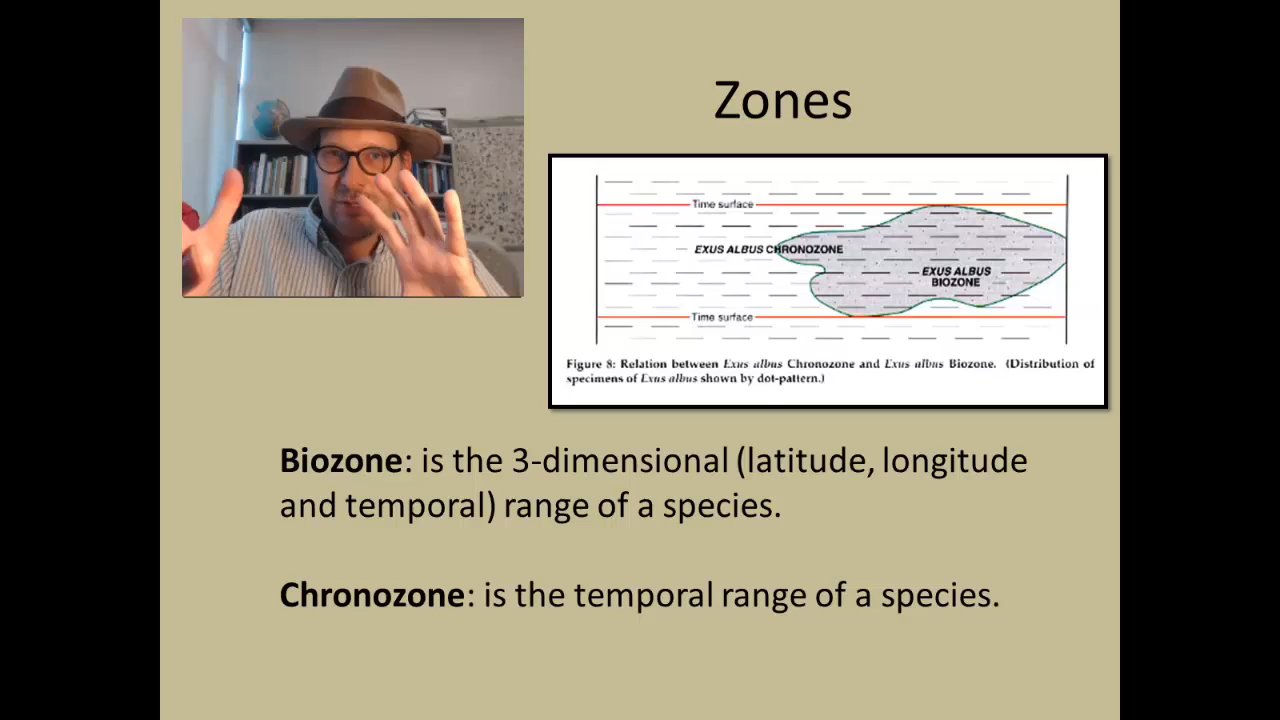 Zones
Time surface
EXUS ALBUS CHRONOZONE
EXUS ALBUS
BIOZONE
Time surface
Figure 8: Relation between Exus albus Chronozone and Exus albus Biozone. (Distribution of
specimens of Exus albus shown by dot-pattern.)
Biozone: is the 3-dimensional (latitude, longitude
and temporal) range of a species.
Chronozone: is the temporal range of a species.